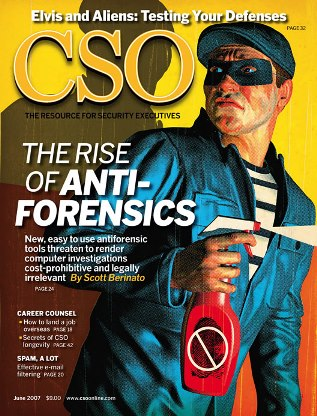 Elvis and Aliens: Testing Your Defenses
PAGE 32
CSO
THE RESOURCE FOR SECURITY EXECUTIVES
THE RISE
OF ANTI-
FORENSICS
New, easy to use antiforensic
tools threaten to render
computer investigations
cost-prohibitive and legally
irrelevant By Scott Berinato
PAGE 24
CAREER COUNSEL
• How to land a job
overseas PAGE 18
• Secrets of CSO
longevity PAGE 42
SPAM, A LOT
Effective e-mail
filtering PAGE 20
June 2007 $9.00 www.csoonline.com